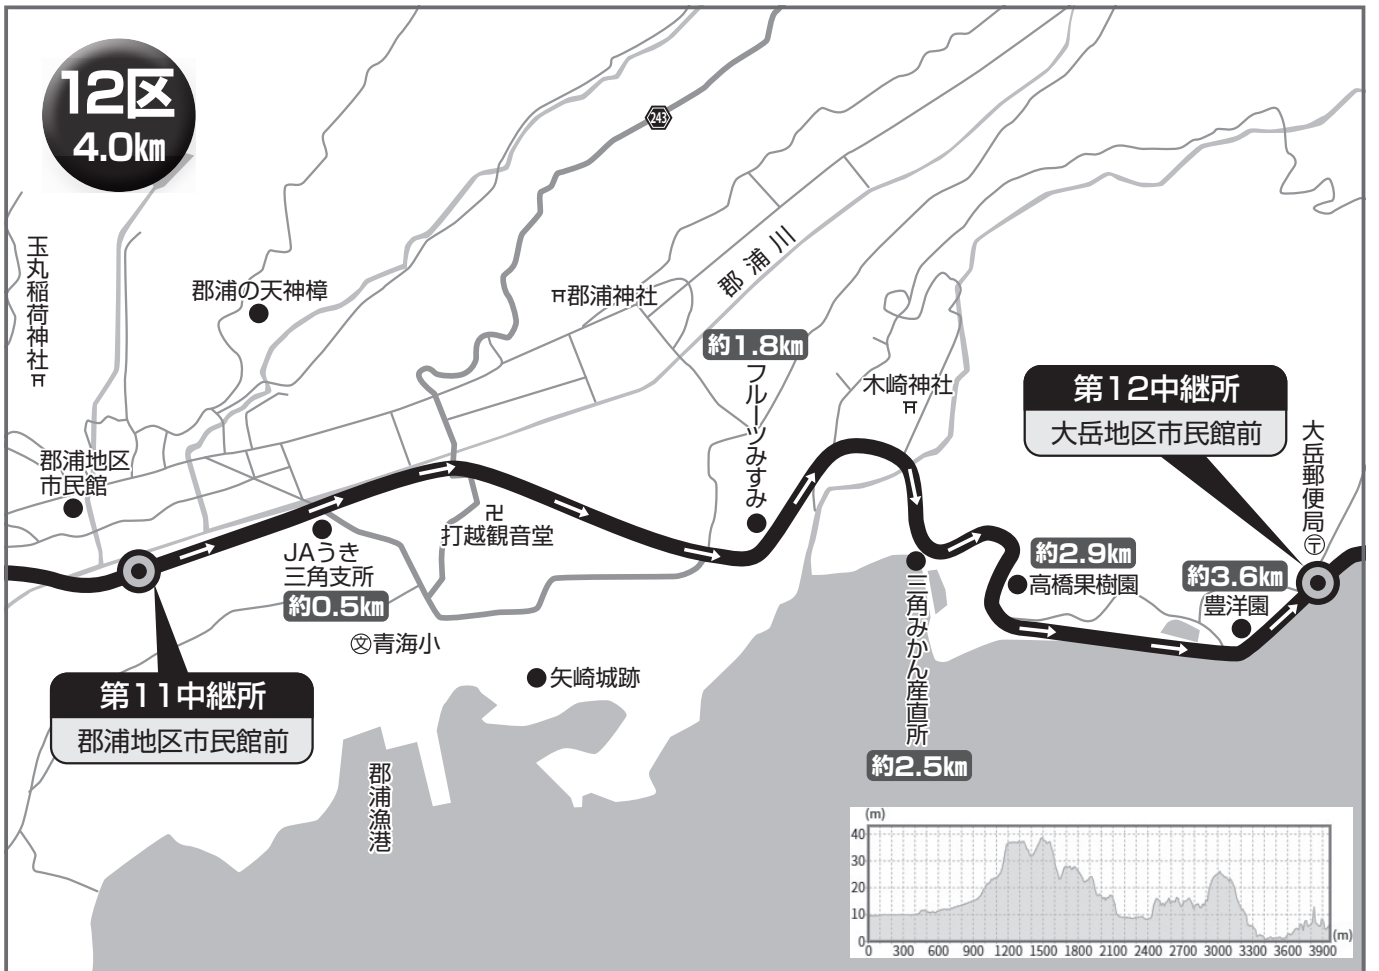 12区
4.0km
243
玉丸稲荷神社
郡浦の天神樟
郡浦神社
郡浦川
約1.8km
フルーツみすみ
木崎神社
第12中継所
大岳地区市民館前
大岳郵便局
郡浦地区
市民館
卍
打越観音堂
JAうき
三角支所
約0.5km
文青海小
約2.9km
高橋果樹園
約3.6km
豊洋園
三角みかん産直所
約2.5km
矢崎城跡
第11中継所
郡浦地区市民館前
郡浦漁港
(m)
40
30
20
10
0
300 600 900 1200 1500 1800 2100 2400 2700 3000 3300 3600 3900
(m)